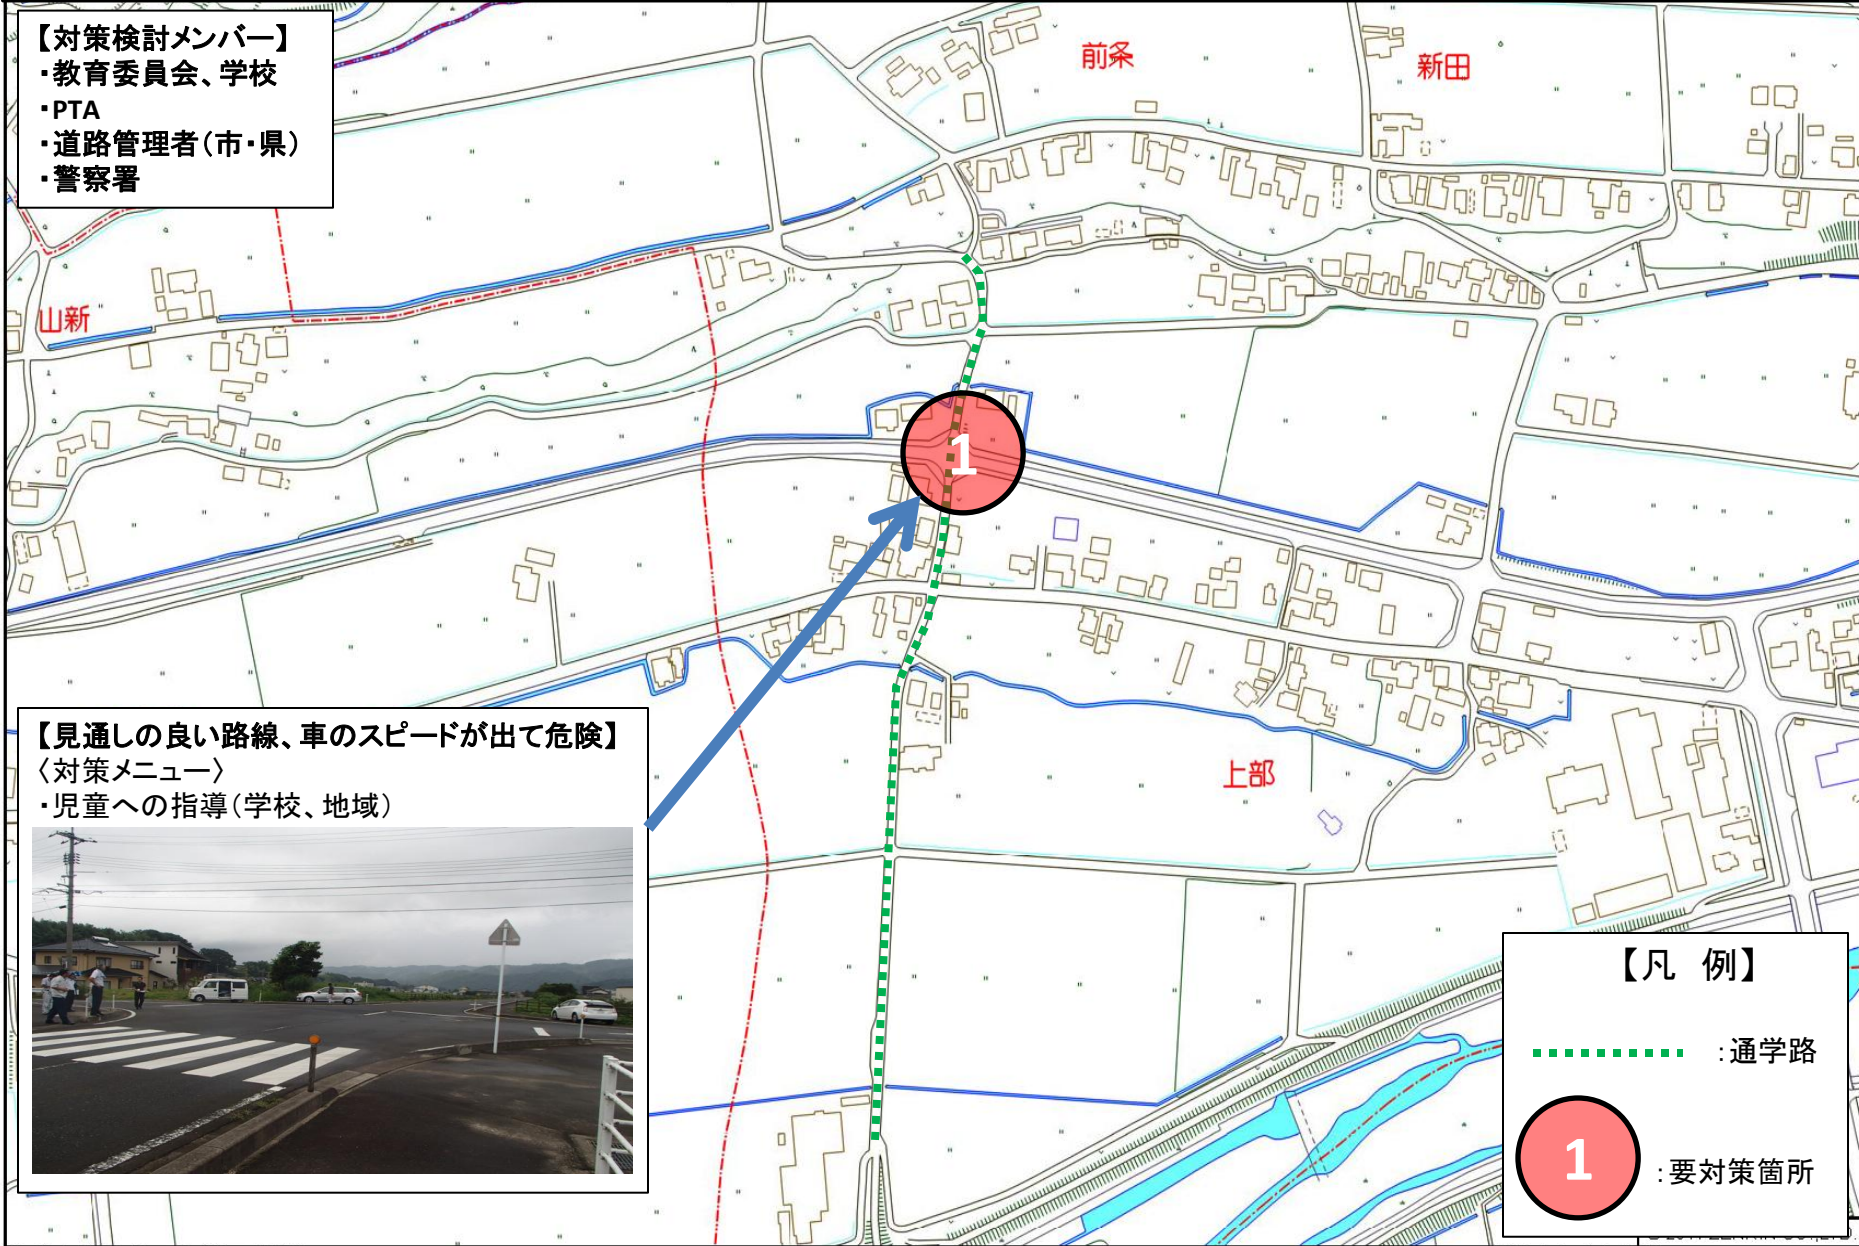 【対策検討メンバー】
・教育委員会、学校
・PTA
・道路管理者(市・県)
・警察署
前条
新田
山新
1
上部
【見通しの良い路線、車のスピードが出て危険】
〈対策メニュー〉
・児童への指導(学校、地域)
【凡 例】
:通学路
1
:要対策箇所